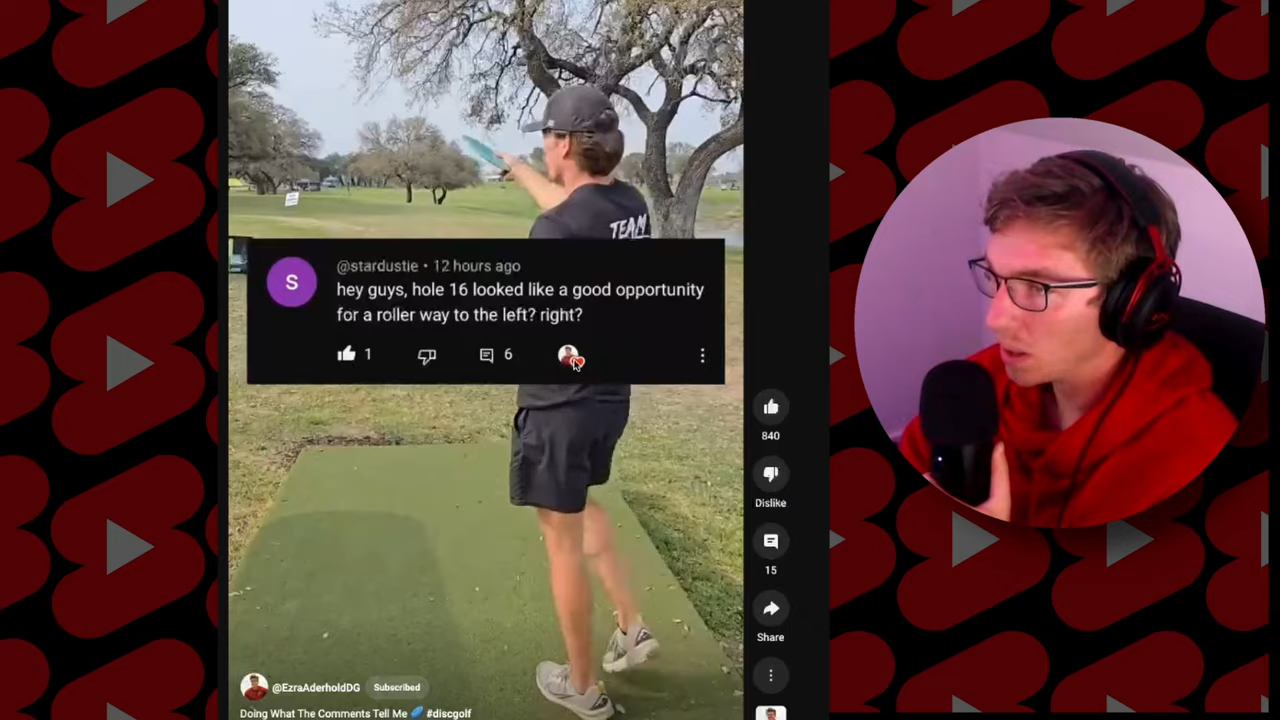 TEAM
S
@stardustie • 12 hours ago
hey guys, hole 16 looked like a good opportunity
for a roller way to the left? right?
1
6
840
Dislike
15
Share
@EzraAderholdDG Subscribed
Doing What The Comments Tell Me #discgolf